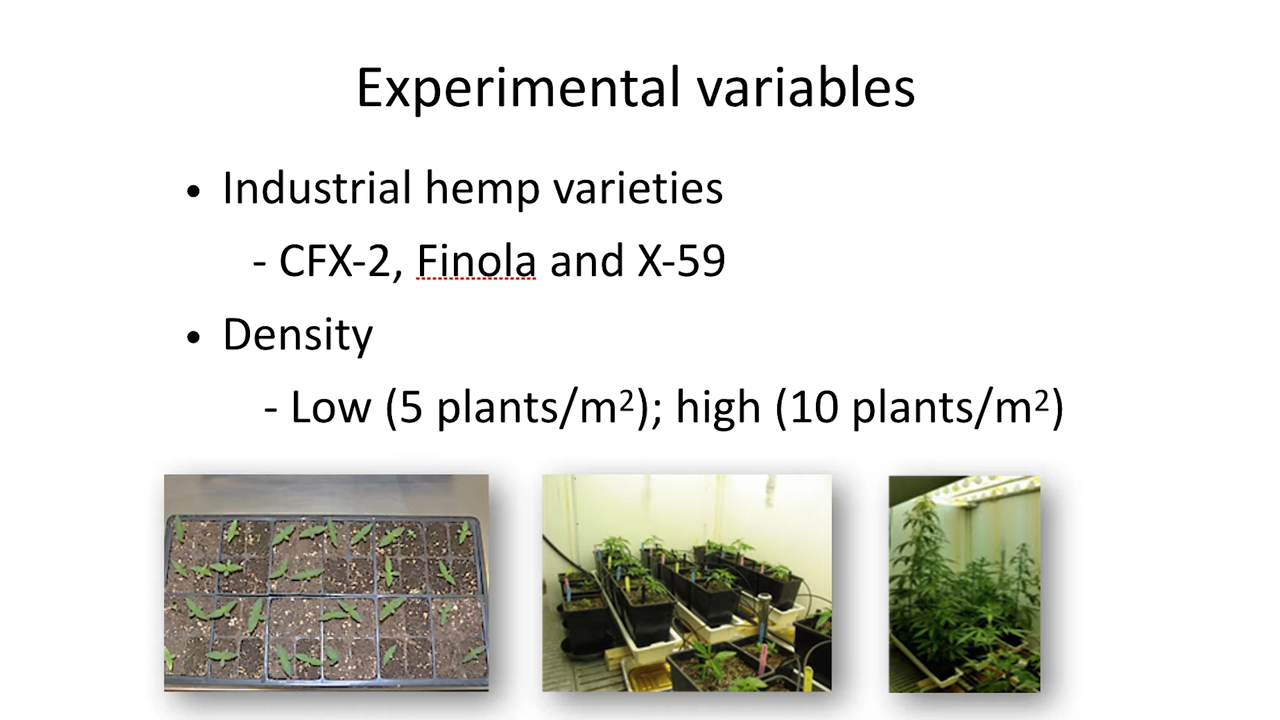 Experimental variables
• Industrial hemp varieties
- CFX-2, Finola and X-59
• Density
- Low (5 plants/m²); high (10 plants/m²)